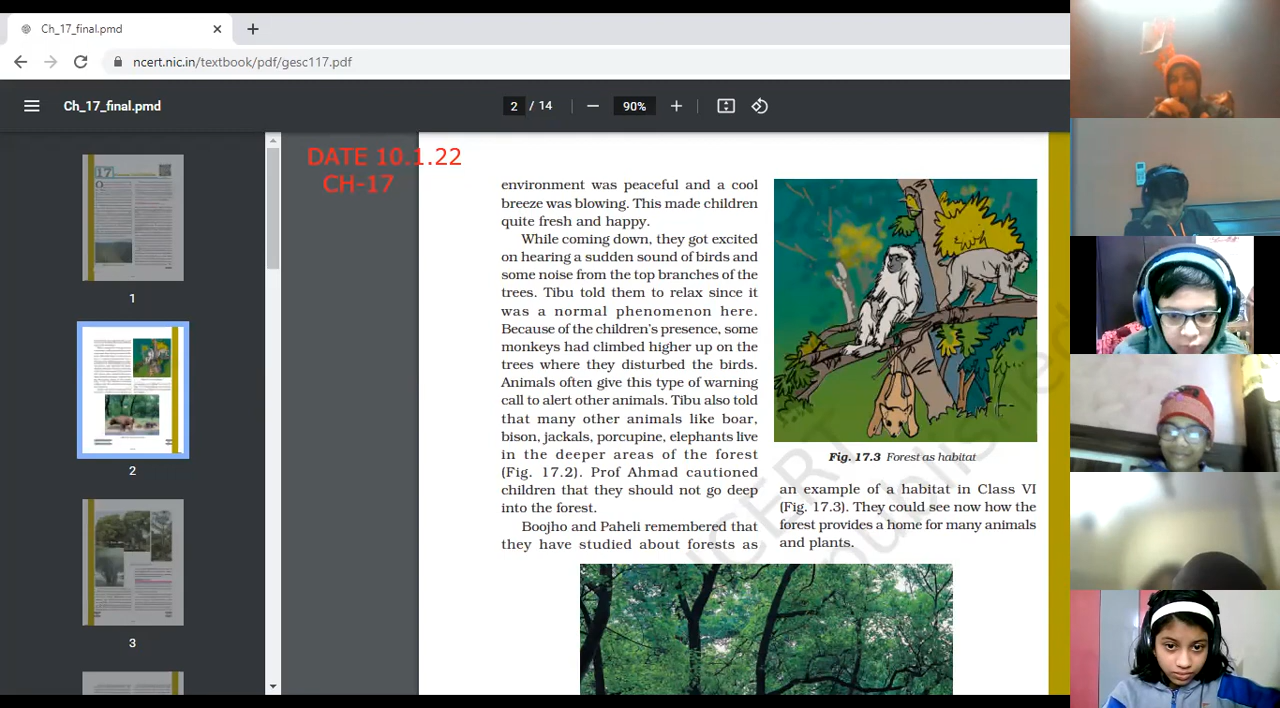 Ch_17_final.pmd
ncert.nic.in/textbook/pdf/gesc117.pdf
Ch_17_final.pmd
2 / 14
90%
1
2
3
DATE 10.1.22
CH-17
environment was peaceful and a cool
breeze was blowing. This made children
quite fresh and happy.
While coming down, they got excited
on hearing a sudden sound of birds and
some noise from the top branches of the
trees. Tibu told them to relax since it
was a normal phenomenon here.
Because of the children's presence, some
monkeys had climbed higher up on the
trees where they disturbed the birds.
Animals often give this type of warning
call to alert other animals. Tibu also told
that many other animals like boar,
bison, jackals, porcupine, elephants live
in the deeper areas of the forest
(Fig. 17.2). Prof Ahmad cautioned
children that they should not go deep
into the forest.
Boojho and Paheli remembered that
they have studied about forests as
Fig. 17.3 Forest as habitat
an example of a habitat in Class VI
(Fig. 17.3). They could see now how the
forest provides a home for many animals
and plants.